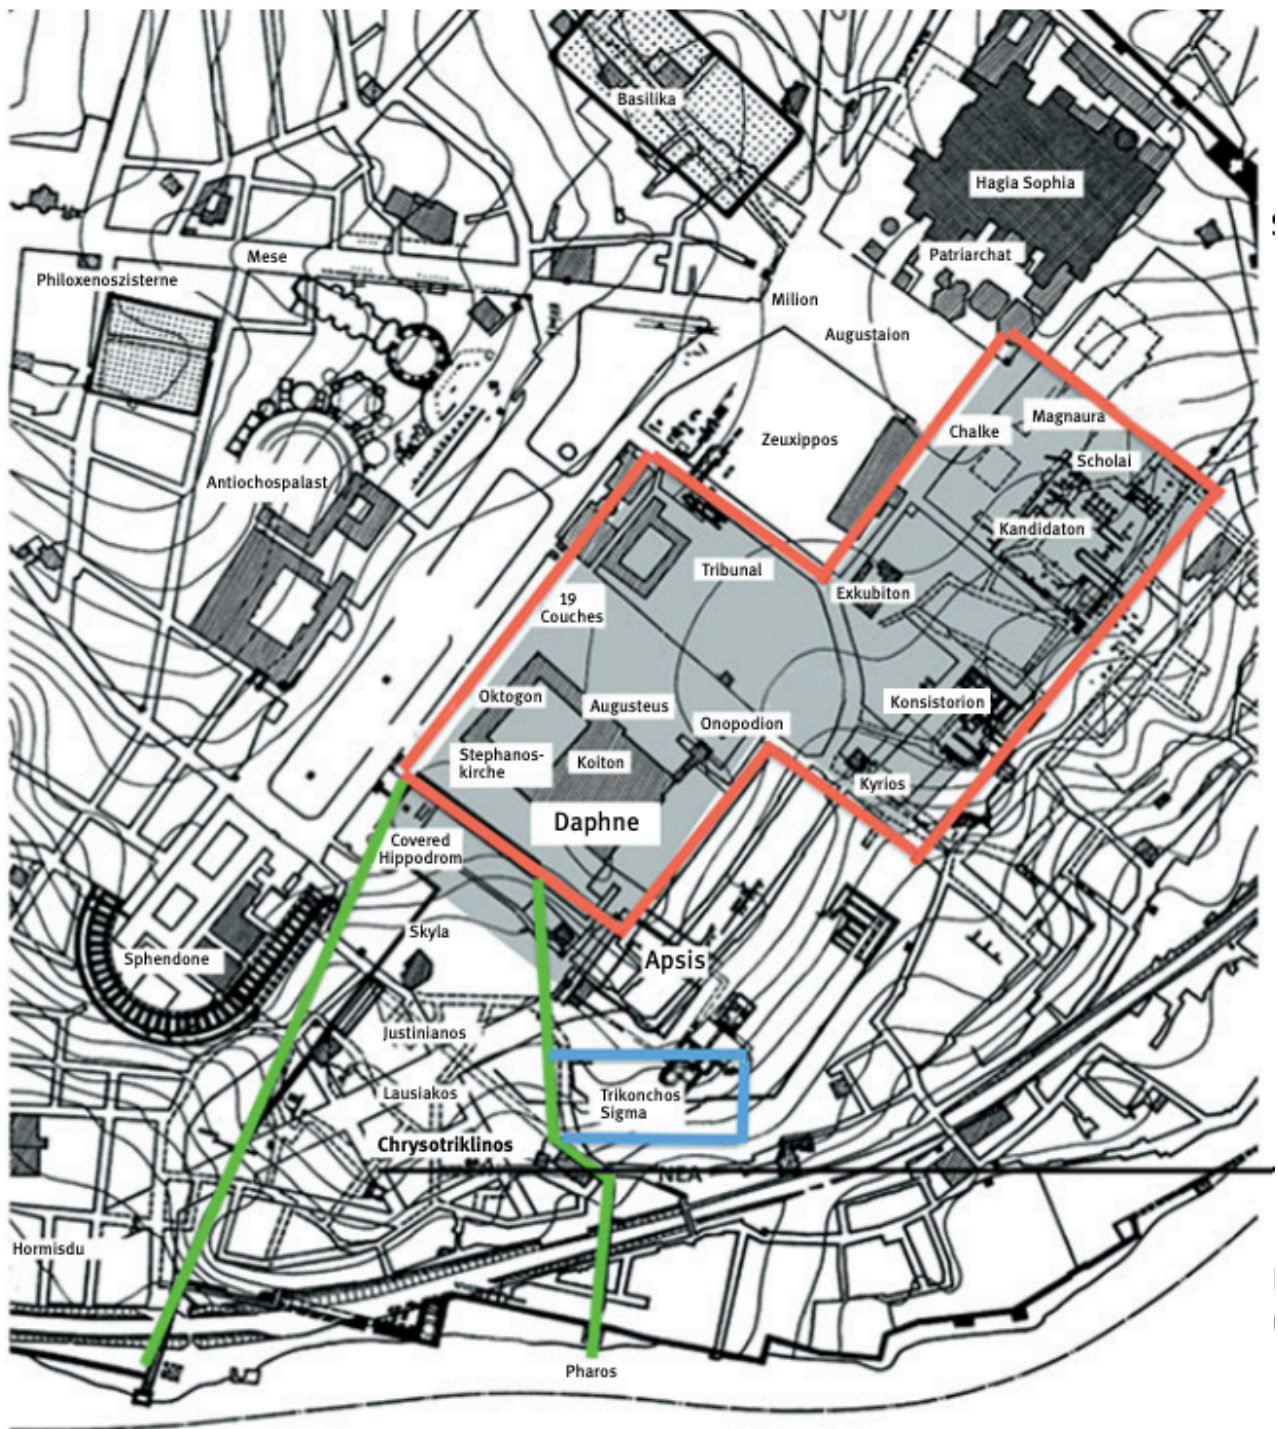 Basilika
Hagia Sophia
Patriarchat
Mese
Philoxenoszisterne
Milion
Augustaion
Magnaura
Chalke
Zeuxippos
Scholai
Antiochospalast
Kandidaton
Tribunal
Exkubiton
19
Couches
Oktogon
Augusteus
Konsistorion
Onopodion
Stephanos-
kirche
Koiton
Kyrios
Daphne
Covered
Hippodrom
Skyla
Sphendone
Apsis
Justinianos
Lausiakos
Trikonchos
Sigma
Chrysotriklinos
NEA
Hormisdu
Pharos